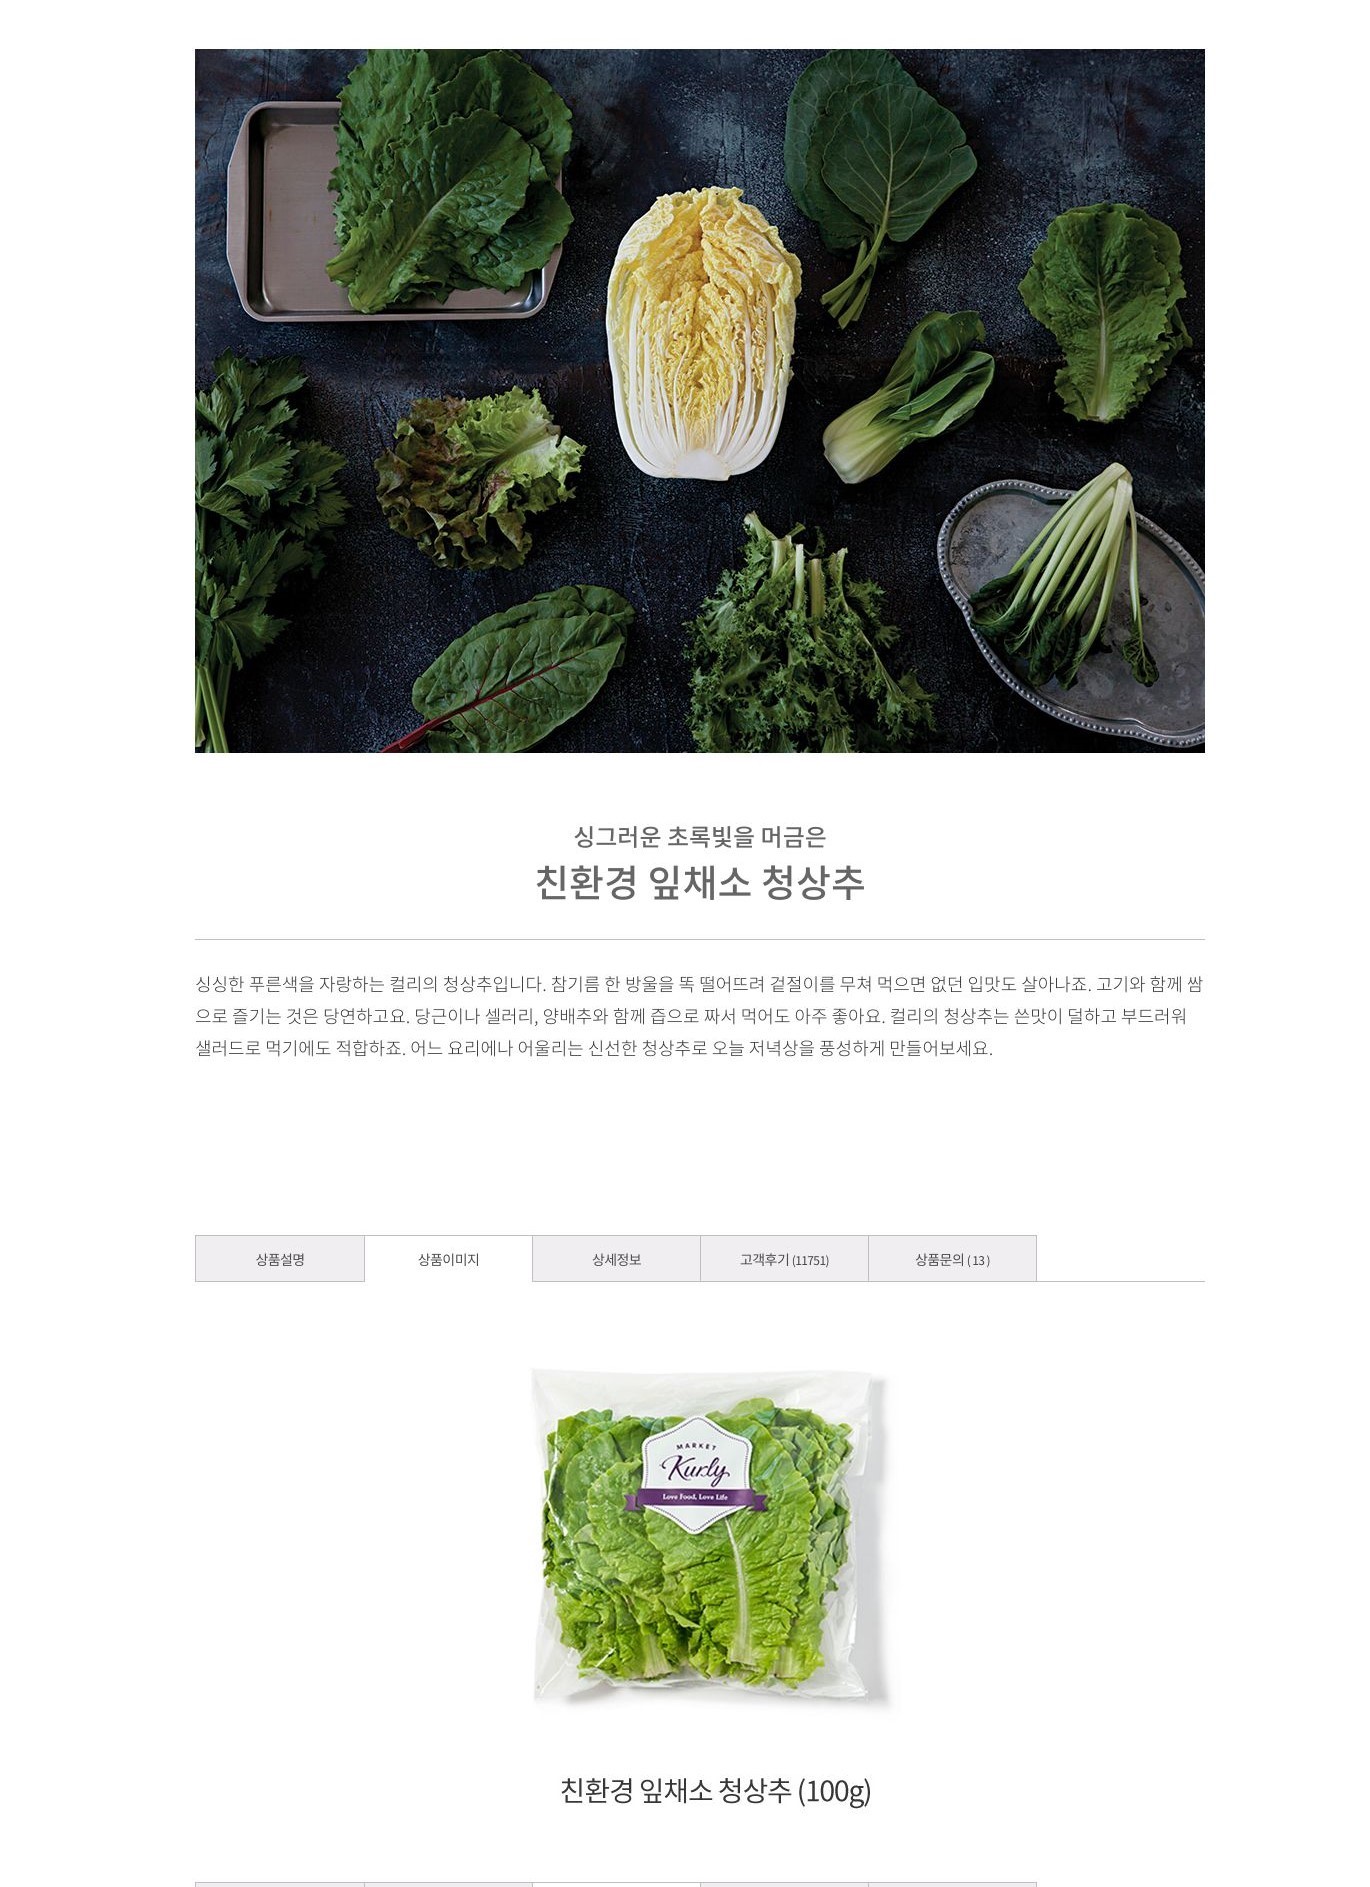 싱그러운 초록빛을 머금은
친환경 잎채소 청상추
싱싱한 푸른색을 자랑하는 컬리의 청상추입니다. 참기름 한 방울을 똑 떨어뜨려 겉절이를 무쳐 먹으면 없던 입맛도 살아나죠. 고기와 함께 쌈
으로 즐기는 것은 당연하고요. 당근이나 셀러리, 양배추와 함께 즙으로 짜서 먹어도 아주 좋아요. 컬리의 청상추는 쓴맛이 덜하고 부드러워
샐러드로 먹기에도 적합하죠. 어느 요리에나 어울리는 신선한 청상추로 오늘 저녁상을 풍성하게 만들어보세요.
상품설명 상품이미지 상세정보 고객후기 (11751) 상품문의 ( 13 )
MARKET
Kurly
Love Food, Love Life
친환경 잎채소 청상추 (100g)